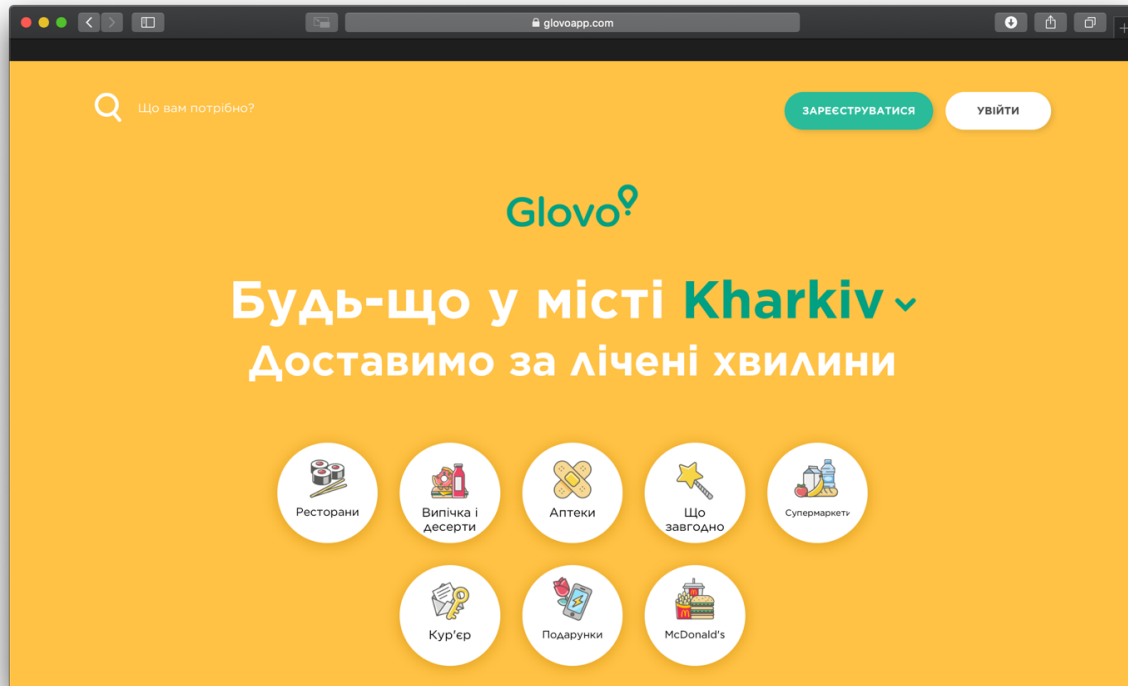 glovoapp.com
Що вам потрібно?
ЗАРЕЄСТРУВАТИСЯ
УВІЙТИ
Glovo
Будь-що у місті Kharkiv
Доставимо за лічені хвилини
Ресторани
Випічка і
десерти
Аптеки
Що
завгодно
Супермаркети
Кур'єр
Подарунки
McDonald's